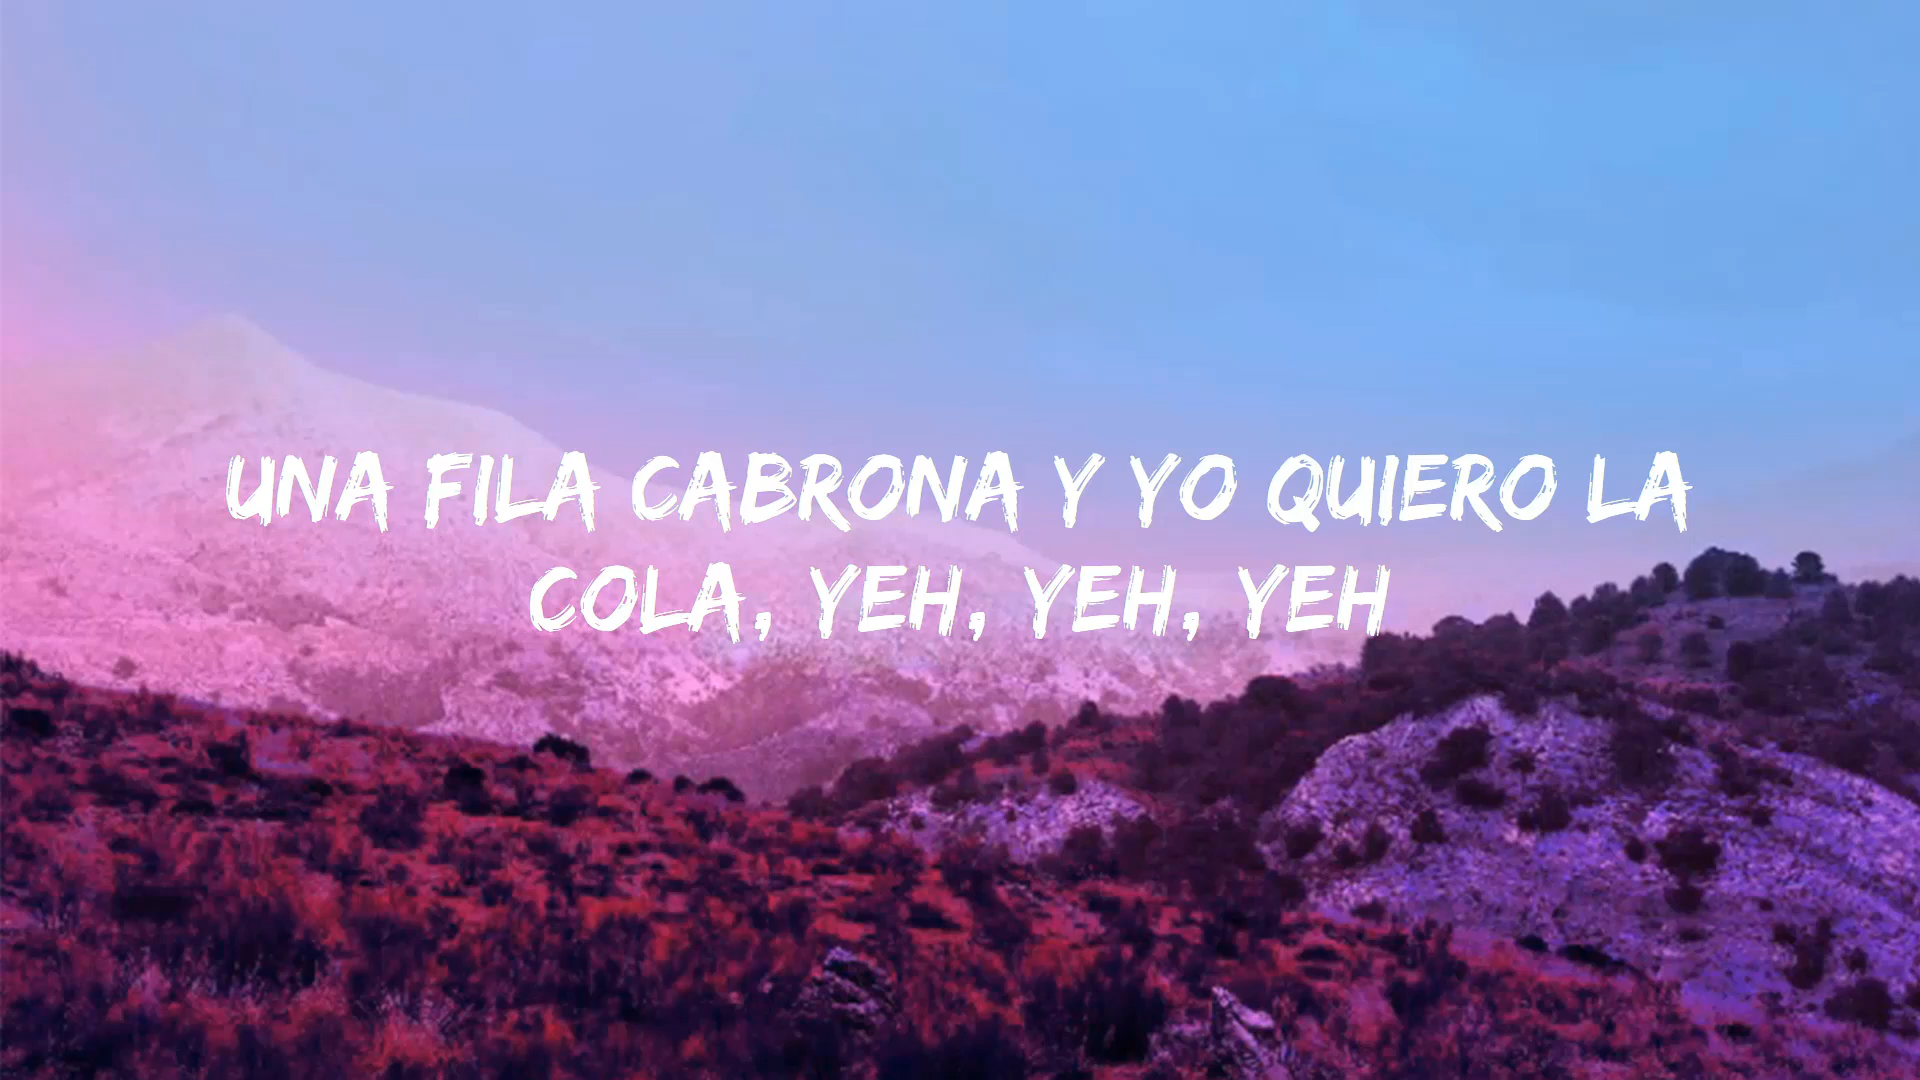 UNA FILA CABRONA Y YO QUIERO LA
COLA, YEH, YEH, YEH